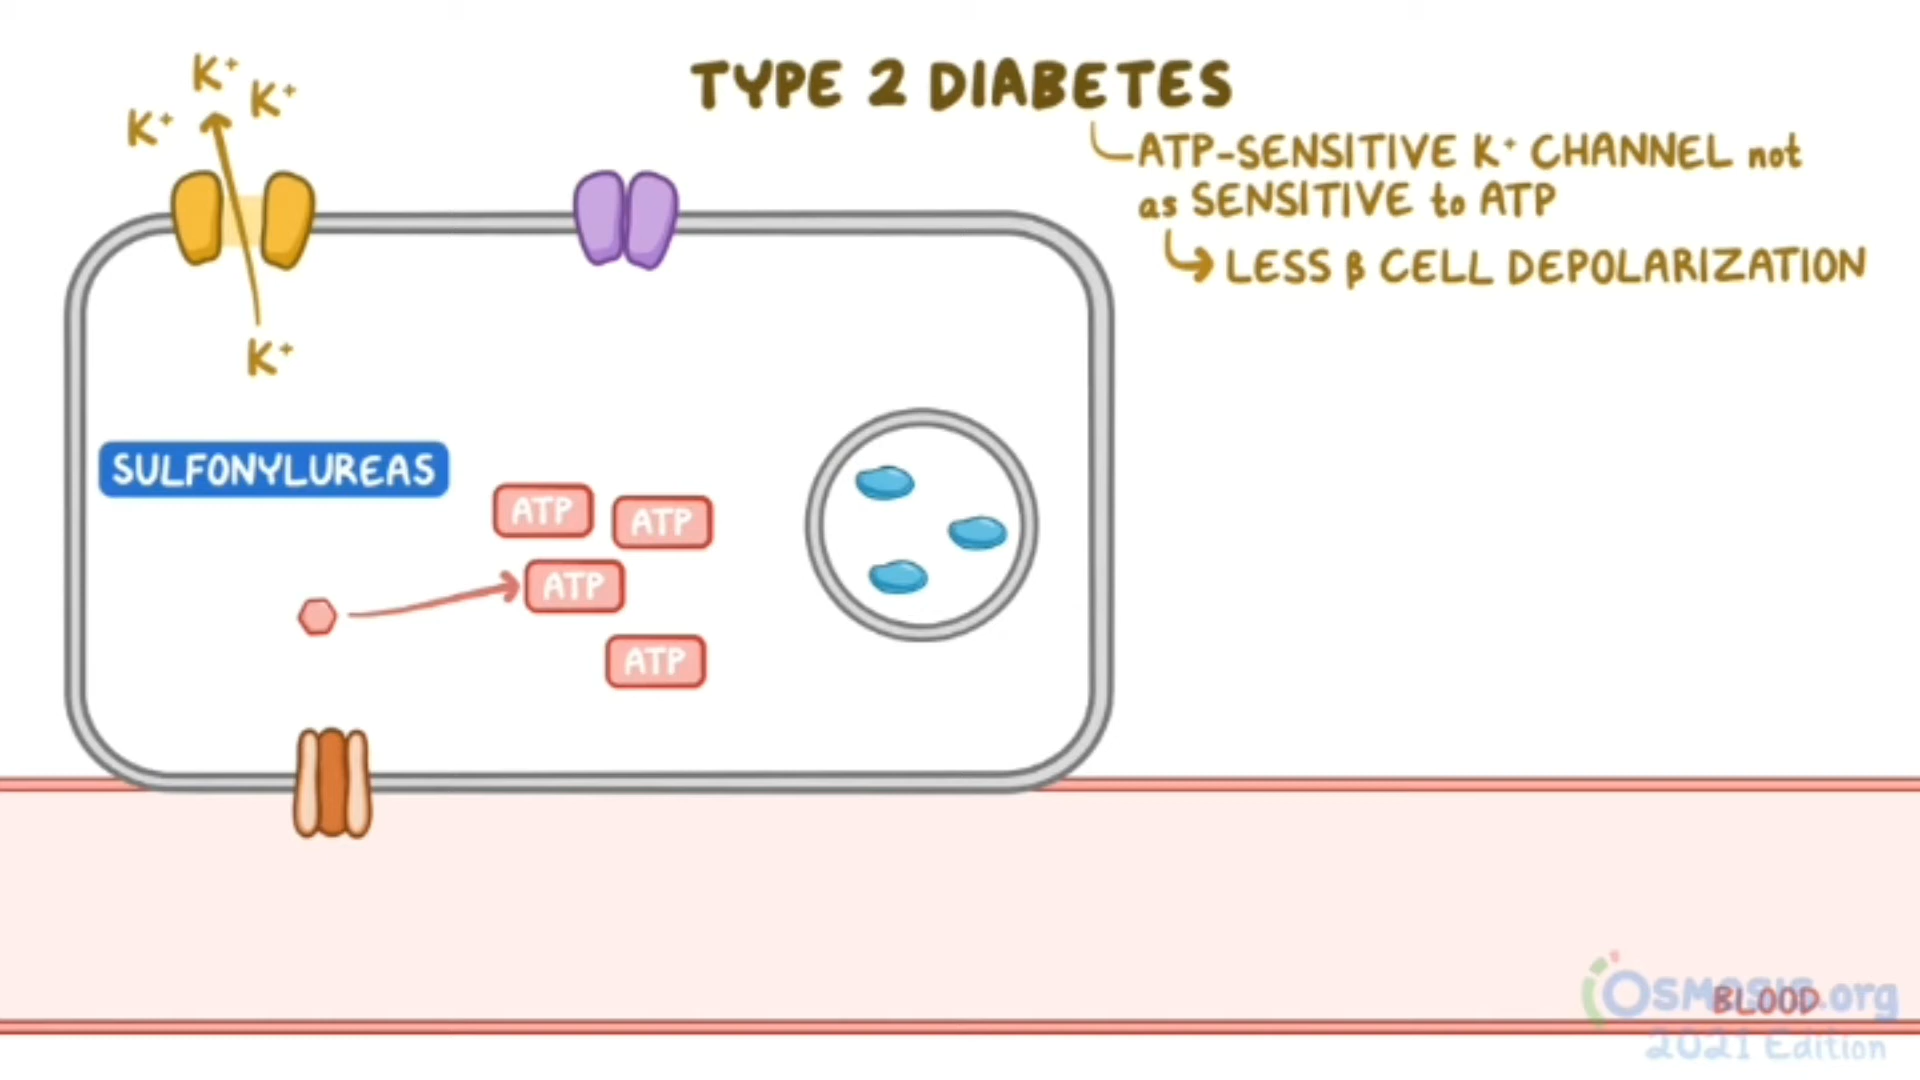 K⁺
K⁺
K⁺
TYPE 2 DIABETES
ATP-SENSITIVE K⁺ CHANNEL not
as SENSITIVE to ATP
LESS β CELL DEPOLARIZATION
K⁺
SULFONYLUREAS
ATP
ATP
ATP
ATP
BLOOD
OSMOSIS.org
2021 Edition